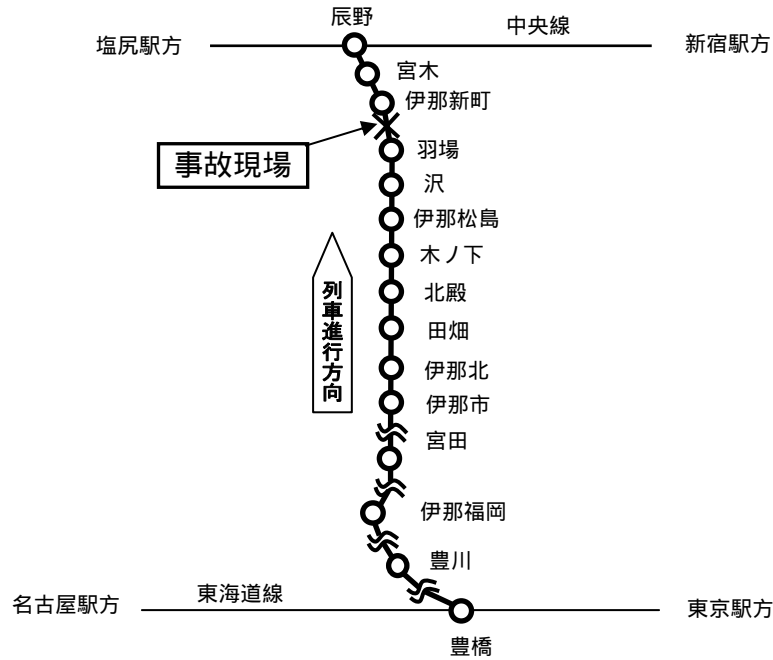 辰野
中央線
塩尻駅方
新宿駅方
宮木
伊那新町
事故現場
羽場
沢
伊那松島
木ノ下
列車進行方向
北殿
田畑
伊那北
伊那市
宮田
伊那福岡
豊川
東海道線
名古屋駅方
東京駅方
豊橋